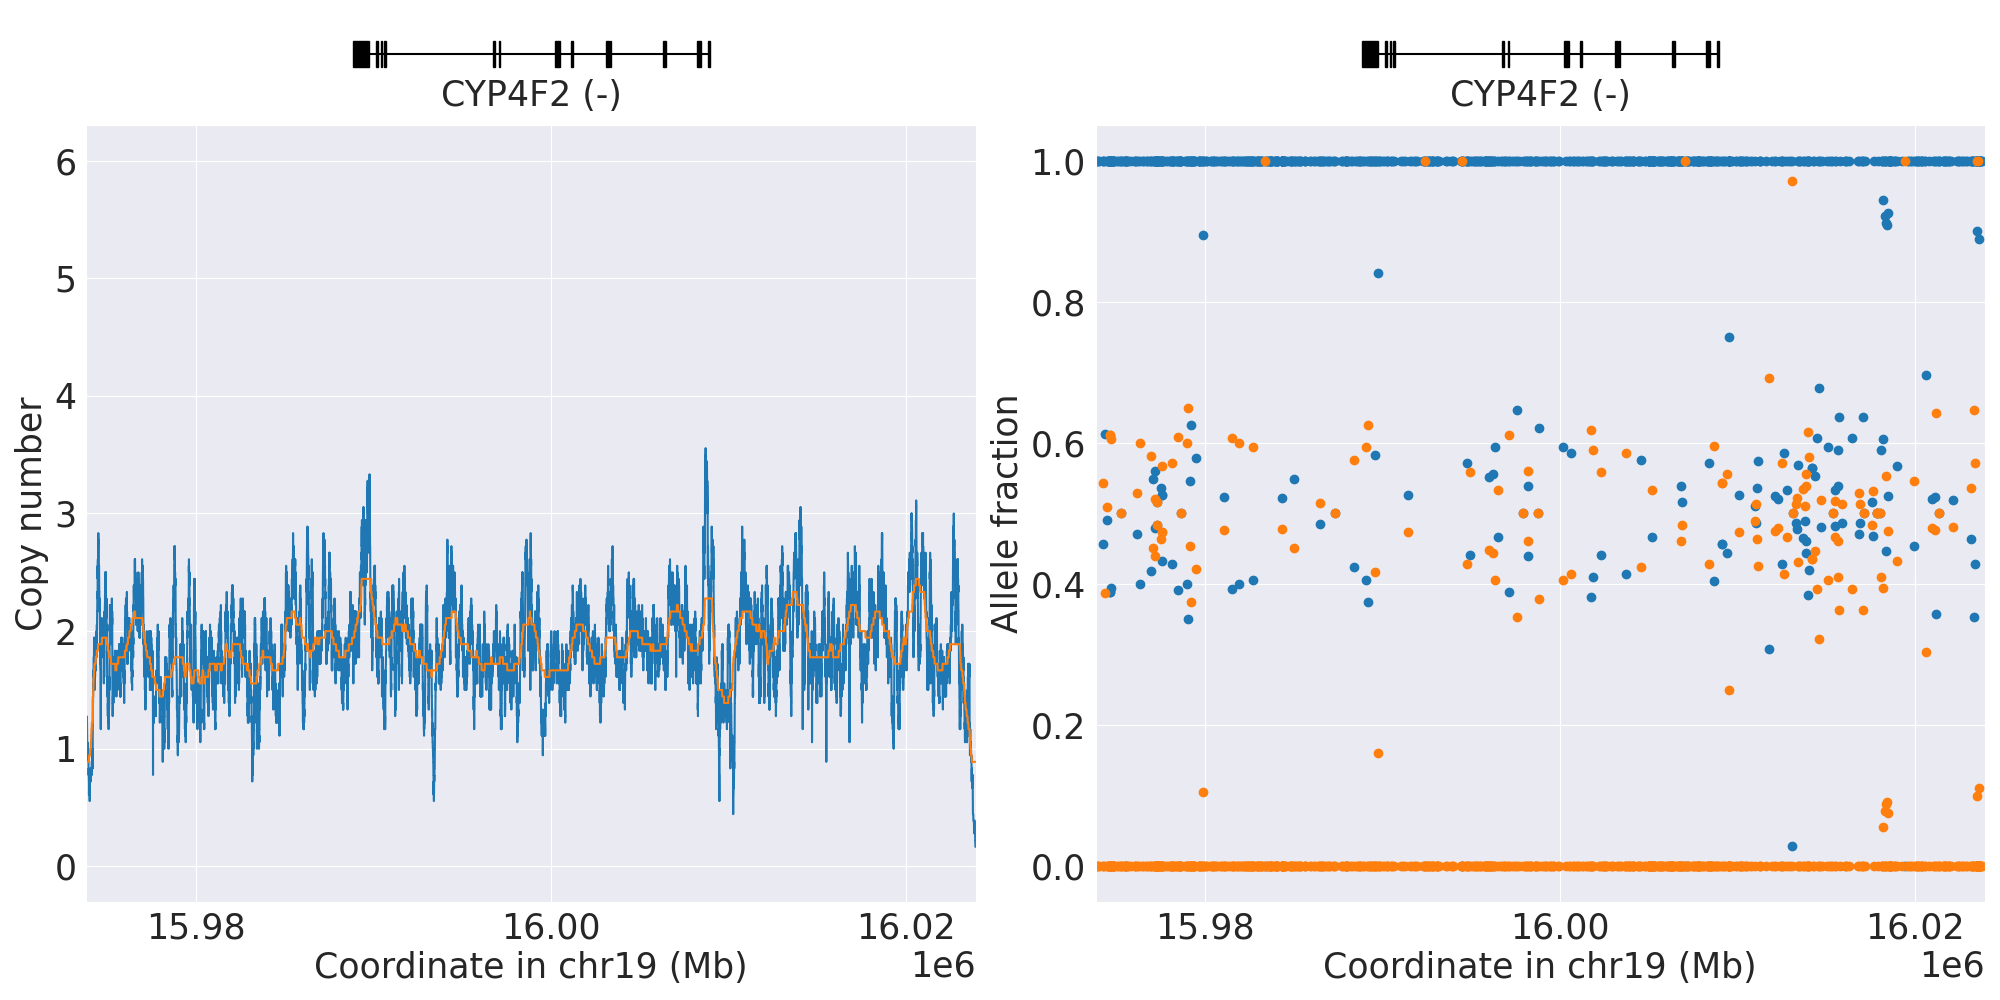 CYP4F2 (-)
Copy number
6
5
4
3
2
1
0
15.98
16.00
16.02
Coordinate in chr19 (Mb)
1e6
CYP4F2 (-)
Allele fraction
1.0
0.8
0.6
0.4
0.2
0.0
15.98
16.00
16.02
Coordinate in chr19 (Mb)
1e6